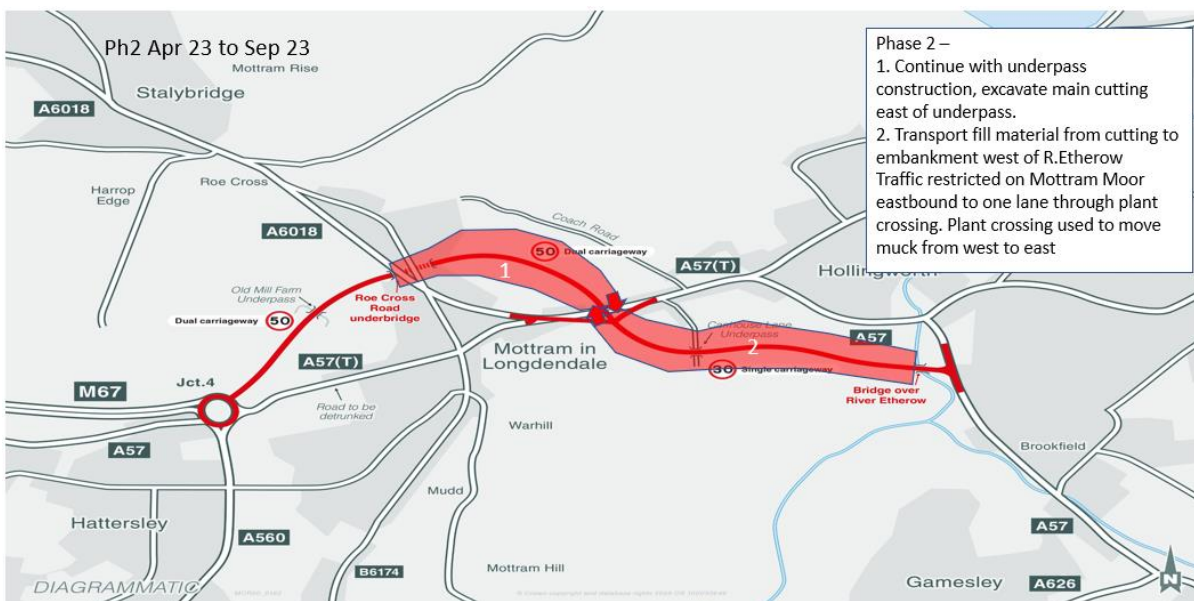 Ph2 Apr 23 to Sep 23
Phase 2 –
1. Continue with underpass
construction, excavate main cutting
east of underpass.
2. Transport fill material from cutting to
embankment west of R.Etherow
Traffic restricted on Mottram Moor
eastbound to one lane through plant
crossing. Plant crossing used to move
muck from west to east
Mottram Rise
Stalybridge
A6018
Roe Cross
Harrop
Edge
A6018
Coach Road
50 Dual carriageway
1
A57(T)
Hollingworth
Old Mill Farm
Underpass
Roe Cross
Road
underbridge
Dual carriageway 50
Carrhouse Lane
Underpass
A57
2
Mottram in
Longdendale
A57(T)
30 Single carriageway
Jct.4
M67
Bridge over
River Etherow
Road to be
detrunked
Warhill
A57
Brookfield
Mudd
Hattersley
A57
A560
Mottram Hill
B6174
Gamesley
A626
N
DIAGRAMMATIC